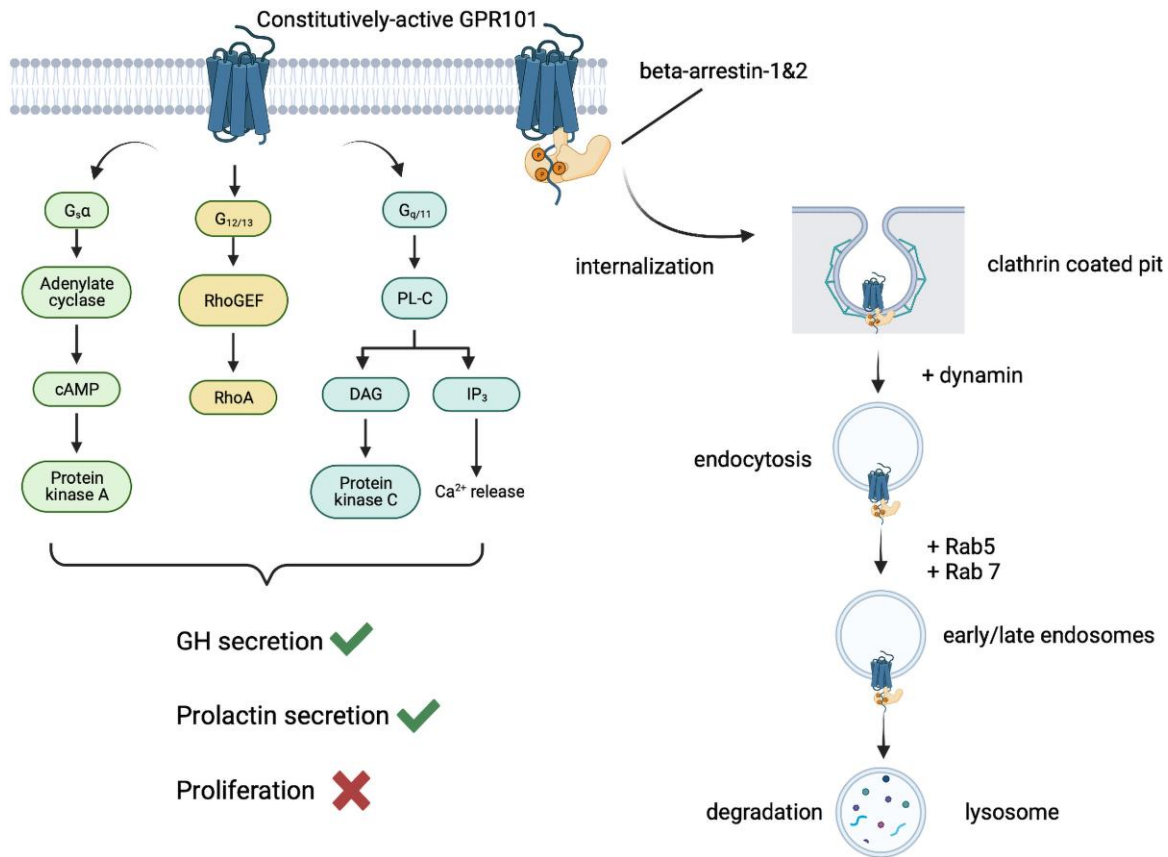 Constitutively-active GPR101
beta-arrestin-1&2
P
P
P
Gₛα
G₁₂/₁₃
G_q/11
Adenylate
cyclase
RhoGEF
PL-C
internalization
clathrin coated pit
cAMP
RhoA
DAG
IP₃
+ dynamin
Protein
kinase A
Protein
kinase C
Ca²⁺ release
endocytosis
+ Rab5
+ Rab 7
GH secretion
early/late endosomes
Prolactin secretion
Proliferation
degradation
lysosome